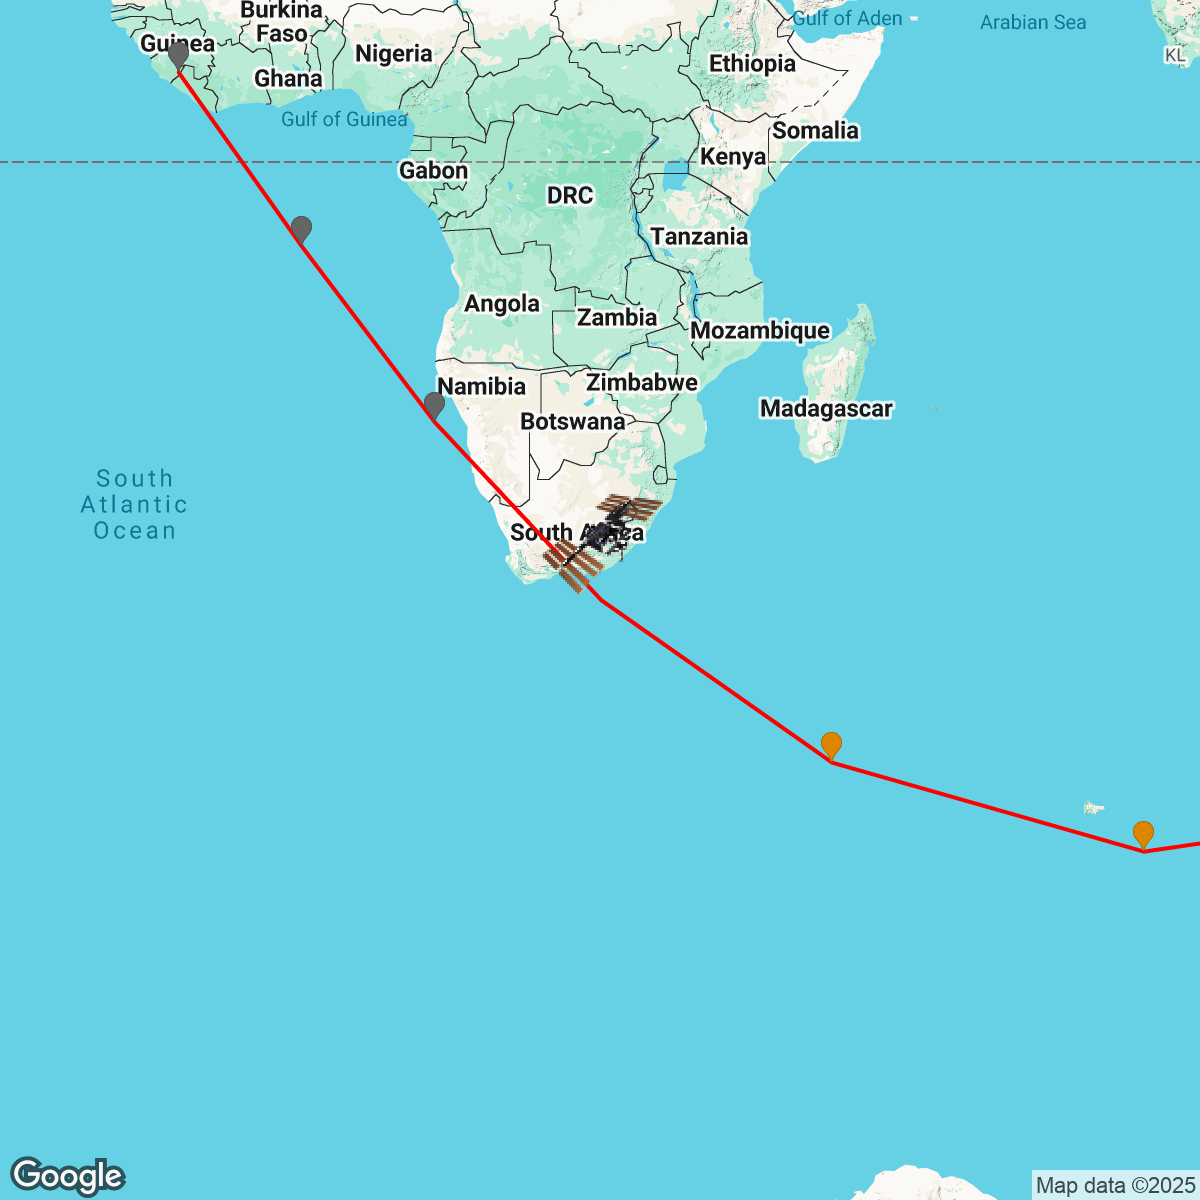 Burkina
Faso
Gulf of Aden
Arabian Sea
Guinea
Nigeria
Ethiopia
KL
Ghana
Gulf of Guinea
Somalia
Gabon
Kenya
DRC
Tanzania
Angola
Zambia
Mozambique
Namibia
Zimbabwe
Botswana
Madagascar
South
Atlantic
Ocean
South Africa
Google
Map data ©2025